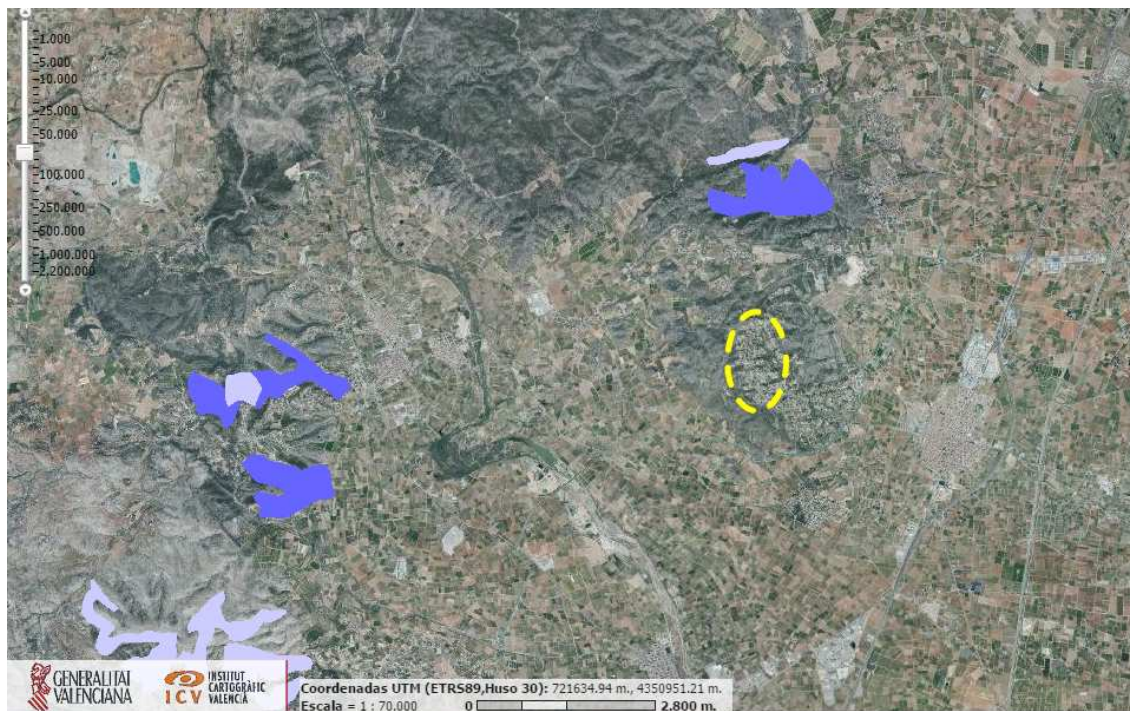 1.000
5.000
10.000
25.000
50.000
100.000
250.000
500.000
1.000.000
2.200.000
GENERALITAT
VALENCIANA
ICV
INSTITUT
CARTOGRÀFIC
VALENCIÀ
Coordenadas UTM (ETRS89,Huso 30): 721634.94 m., 4350951.21 m.
Escala = 1 : 70.000 0 2.800 m.